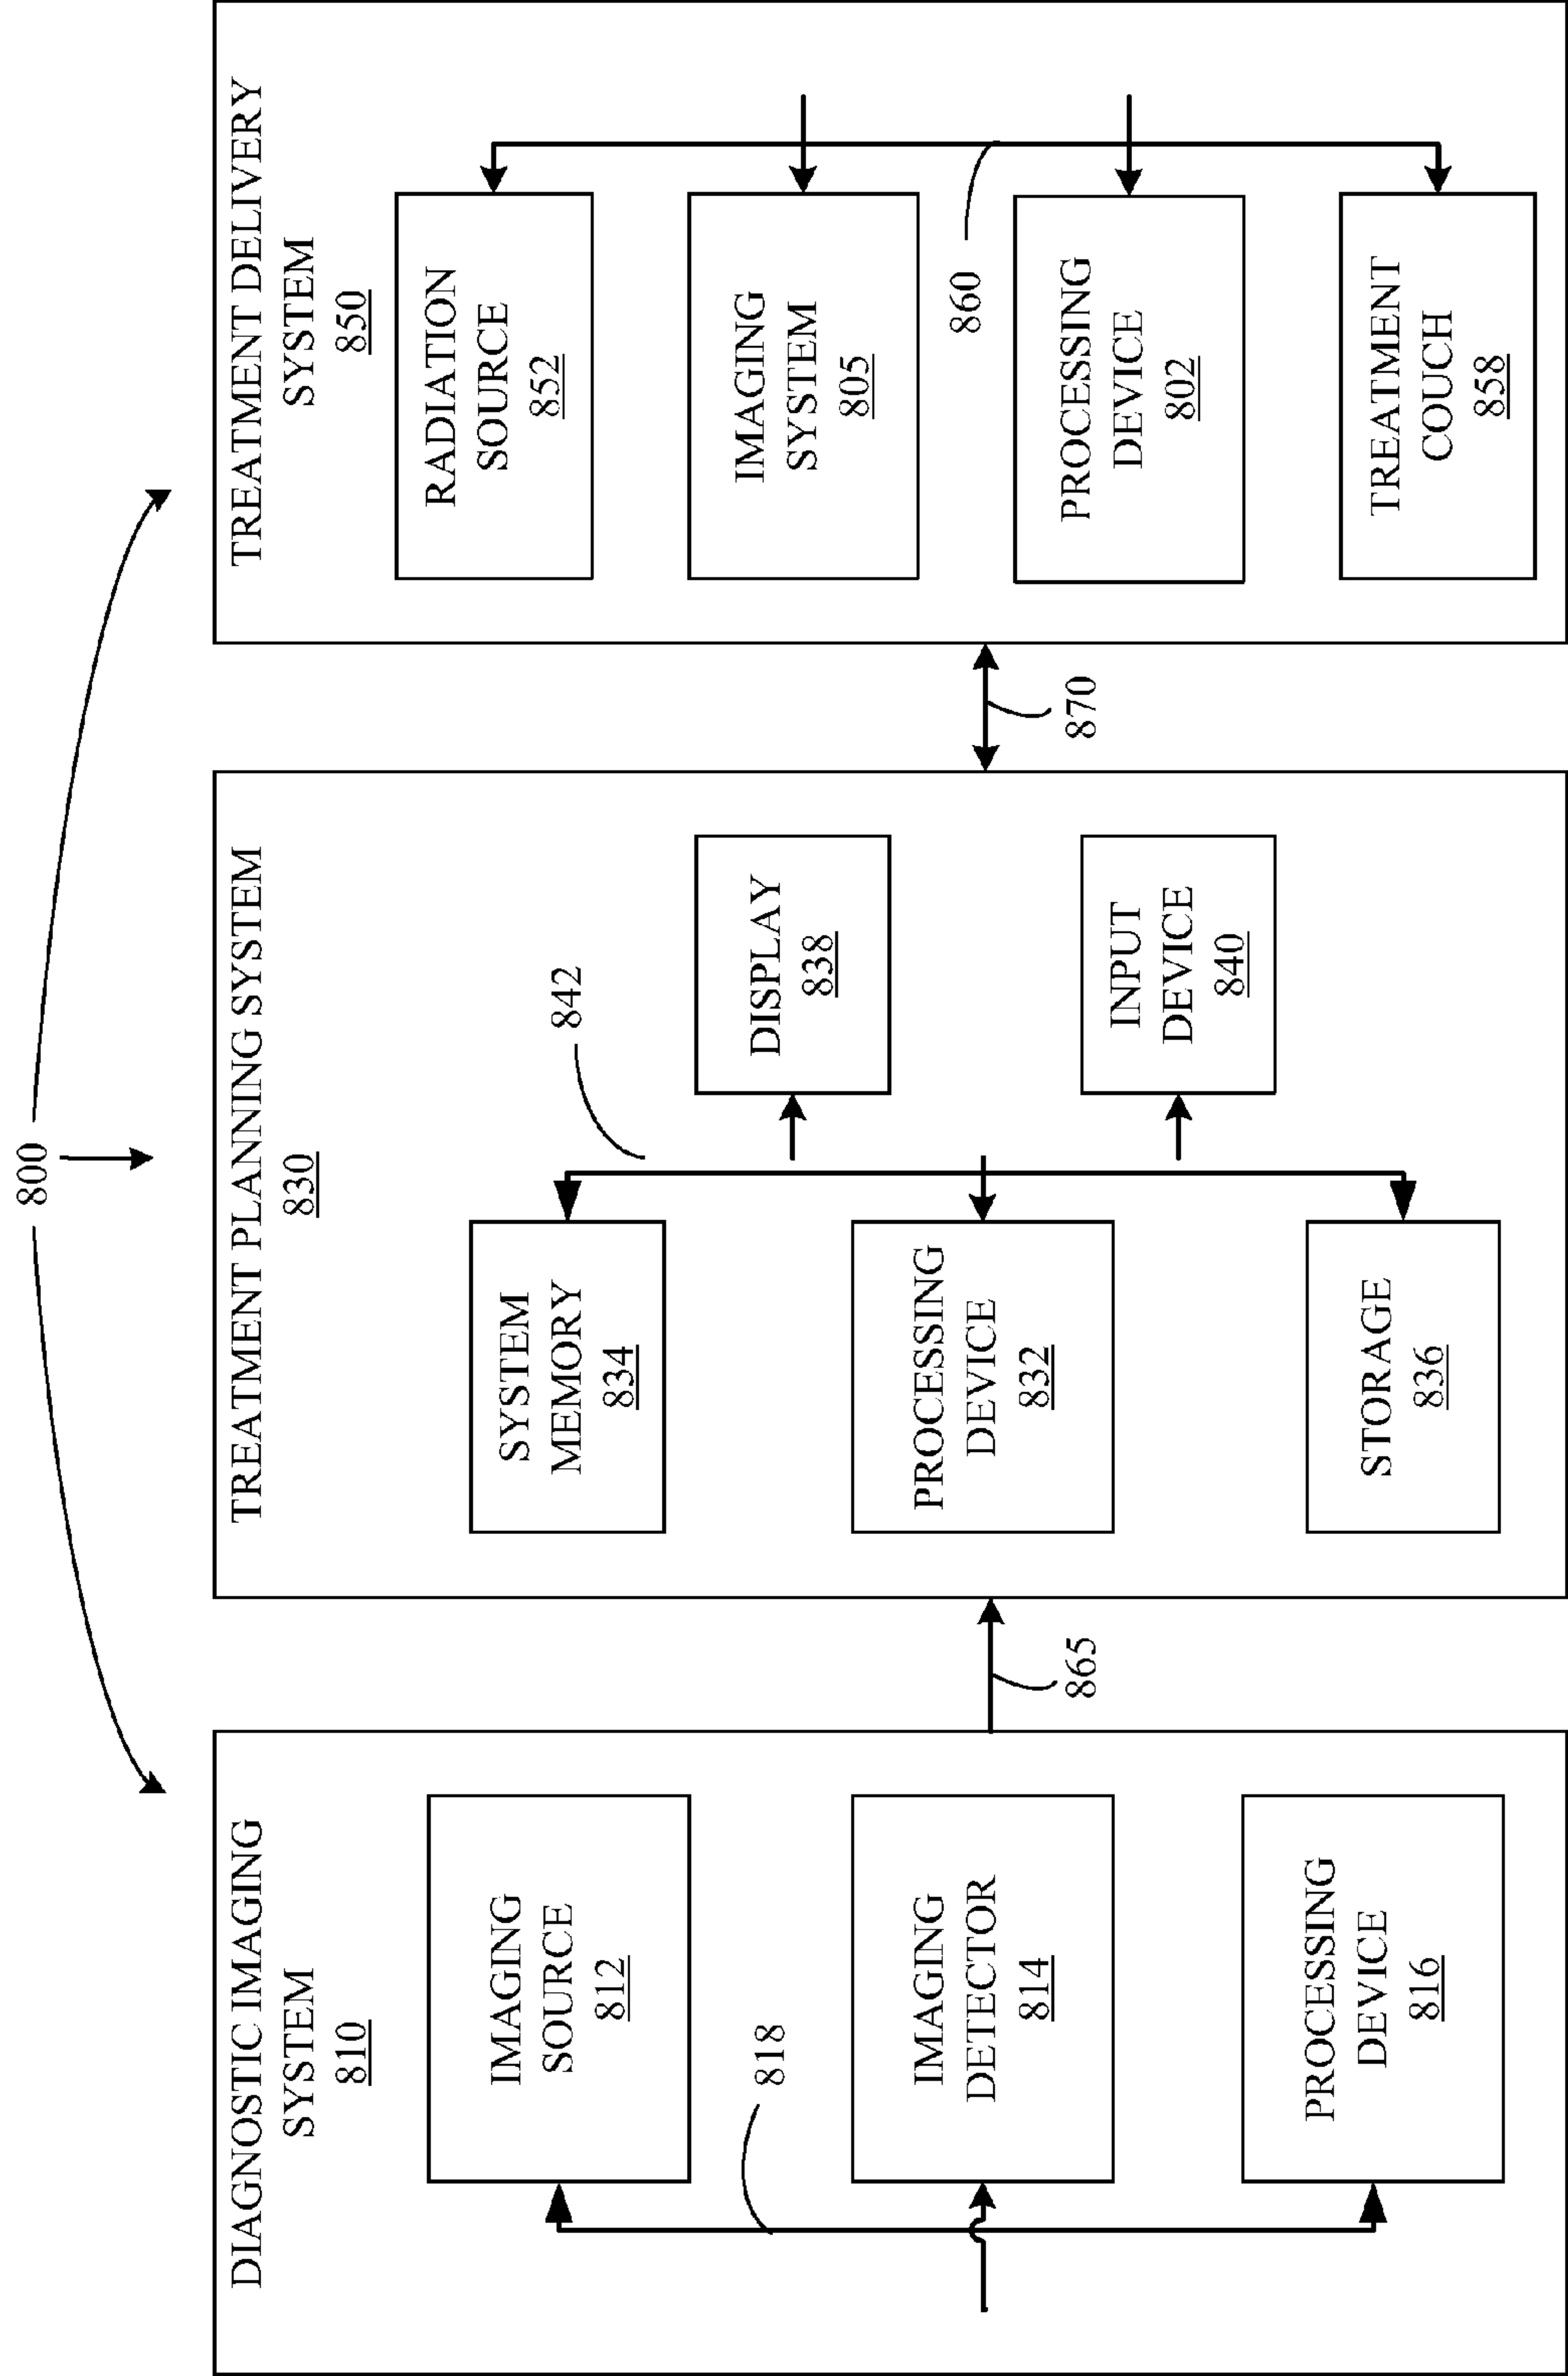 800
DIAGNOSTIC IMAGING
SYSTEM
810
IMAGING
SOURCE
812
818
IMAGING
DETECTOR
814
PROCESSING
DEVICE
816
865
TREATMENT PLANNING SYSTEM
830
842
SYSTEM
MEMORY
834
DISPLAY
838
PROCESSING
DEVICE
832
INPUT
DEVICE
840
STORAGE
836
870
TREATMENT DELIVERY
SYSTEM
850
RADIATION
SOURCE
852
IMAGING
SYSTEM
805
860
PROCESSING
DEVICE
802
TREATMENT
COUCH
858